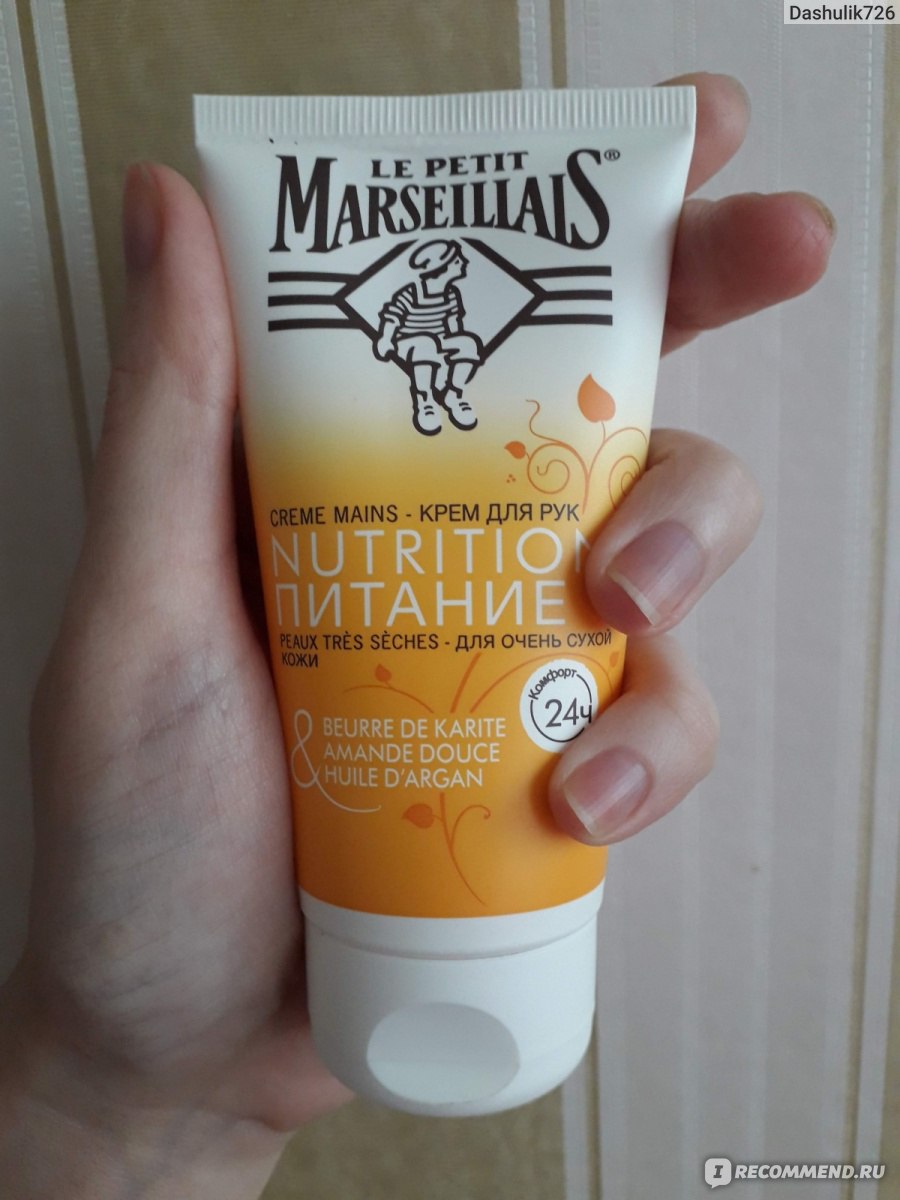 Dashulik726
LE PETIT
MARSEILLAIS®
CREME MAINS - КРЕМ ДЛЯ РУК
NUTRITION
ПИТАНИЕ
PEAUX TRÈS SÈCHES - ДЛЯ ОЧЕНЬ СУХОЙ
КОЖИ
Комфорт
24ч
& BEURRE DE KARITE
AMANDE DOUCE
HUILE D'ARGAN
IRECOMMEND.RU